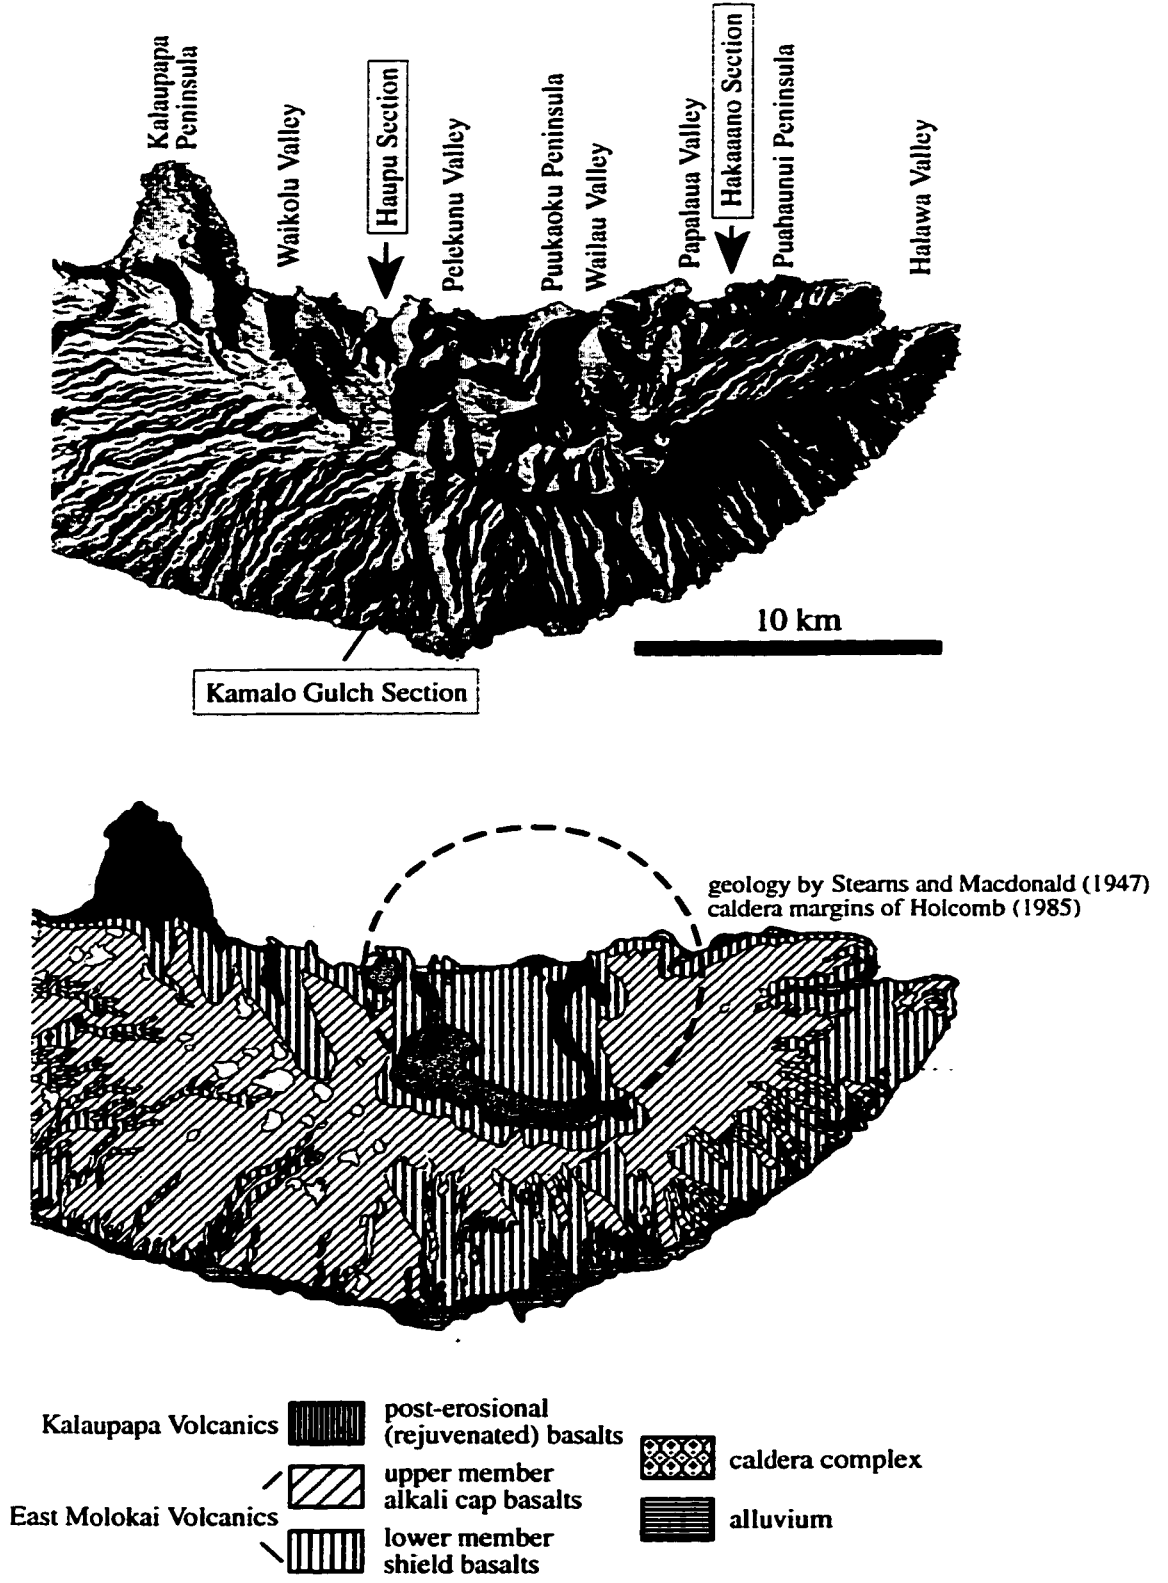 Kalaupapa
Peninsula
Waikolu Valley
Haupu Section
Pelekunu Valley
Puukaoku Peninsula
Wailau Valley
Papalaua Valley
Hakaaano Section
Puahaunui Peninsula
Halawa Valley
10 km
Kamalo Gulch Section
geology by Stearns and Macdonald (1947)
caldera margins of Holcomb (1985)
Kalaupapa Volcanics
post-erosional
(rejuvenated) basalts
East Molokai Volcanics
upper member
alkali cap basalts
lower member
shield basalts
caldera complex
alluvium